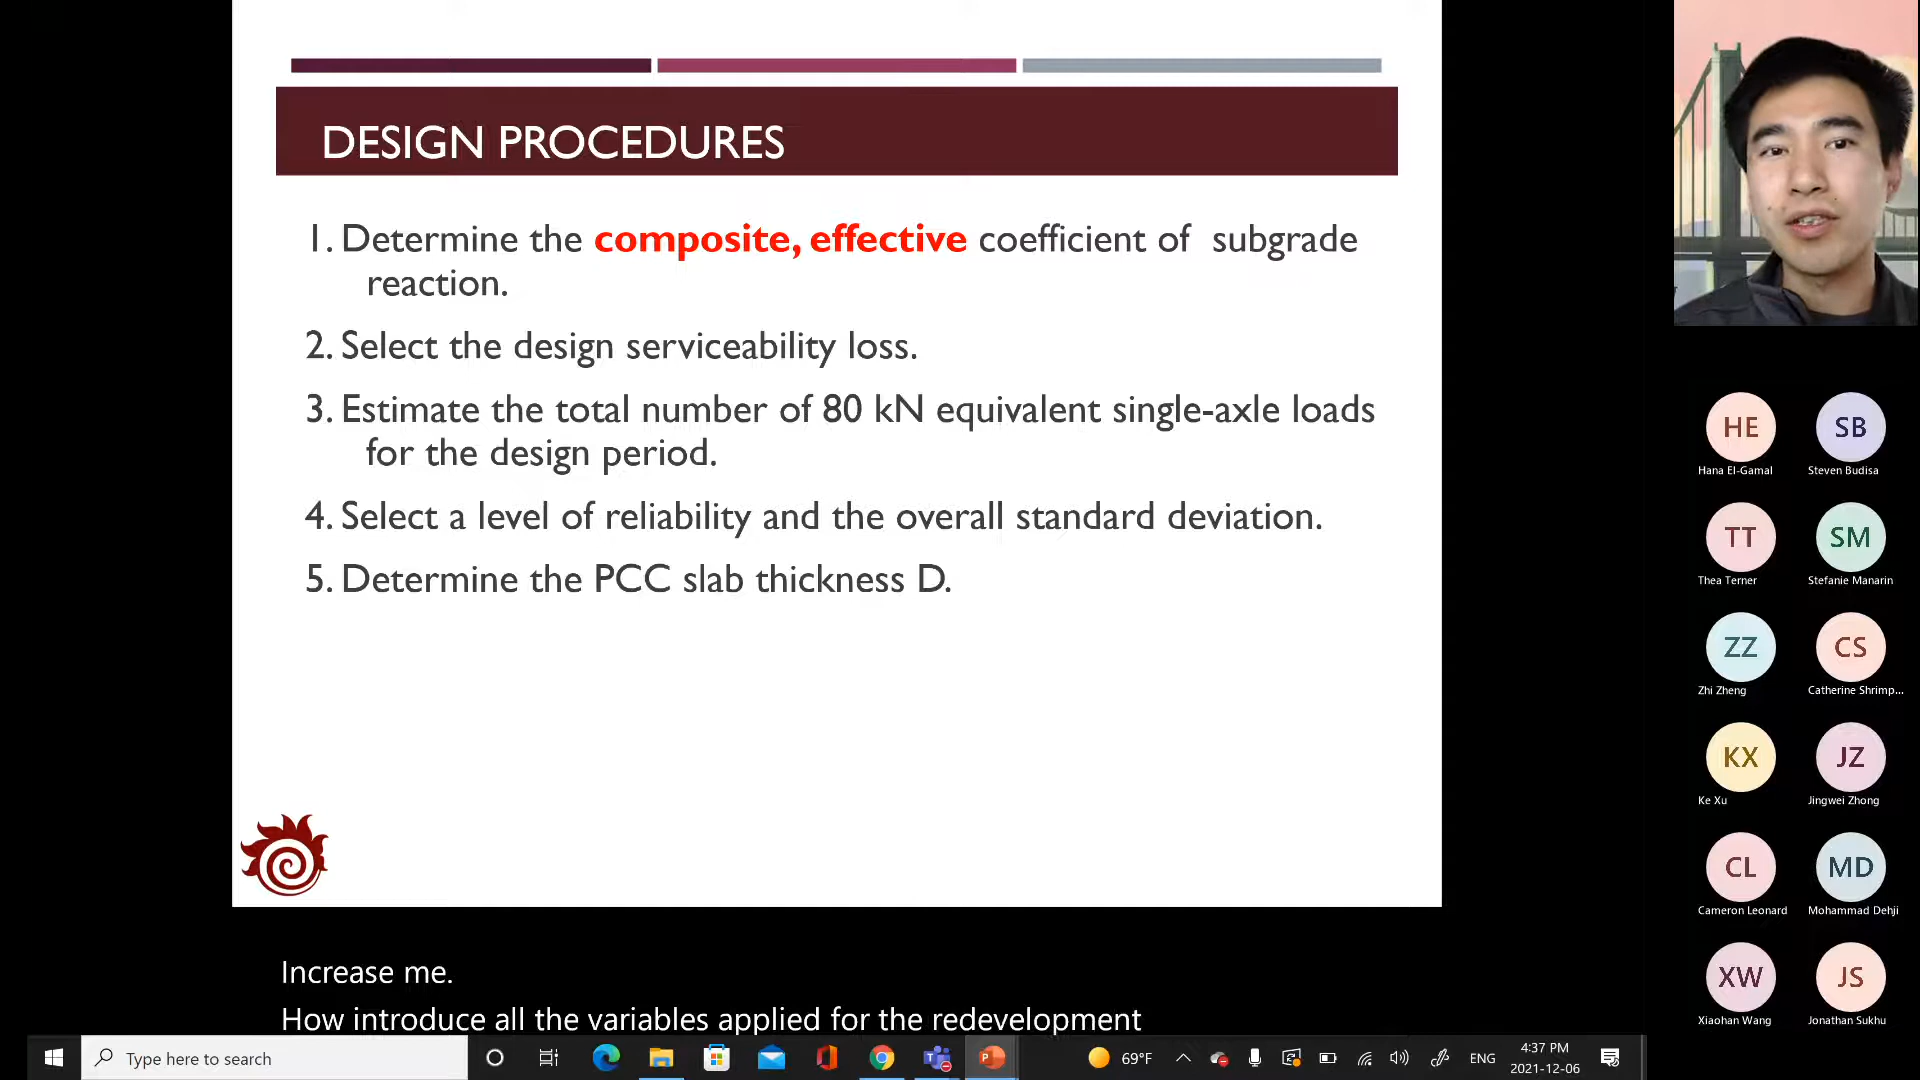 DESIGN PROCEDURES
1. Determine the composite, effective coefficient of subgrade
reaction.
2. Select the design serviceability loss.
3. Estimate the total number of 80 kN equivalent single-axle loads
for the design period.
4. Select a level of reliability and the overall standard deviation.
5. Determine the PCC slab thickness D.
Increase me.
How introduce all the variables applied for the redevelopment
HE
Hana El-Gamal
SB
Steven Budisa
TT
Thea Terner
SM
Stefanie Manarin
ZZ
Zhi Zheng
CS
Catherine Shrimp...
KX
Ke Xu
JZ
Jingwei Zhong
CL
Cameron Leonard
MD
Mohammad Dehji
XW
Xiaohan Wang
JS
Jonathan Sukhu
Type here to search
69°F
ENG
4:37 PM
2021-12-06